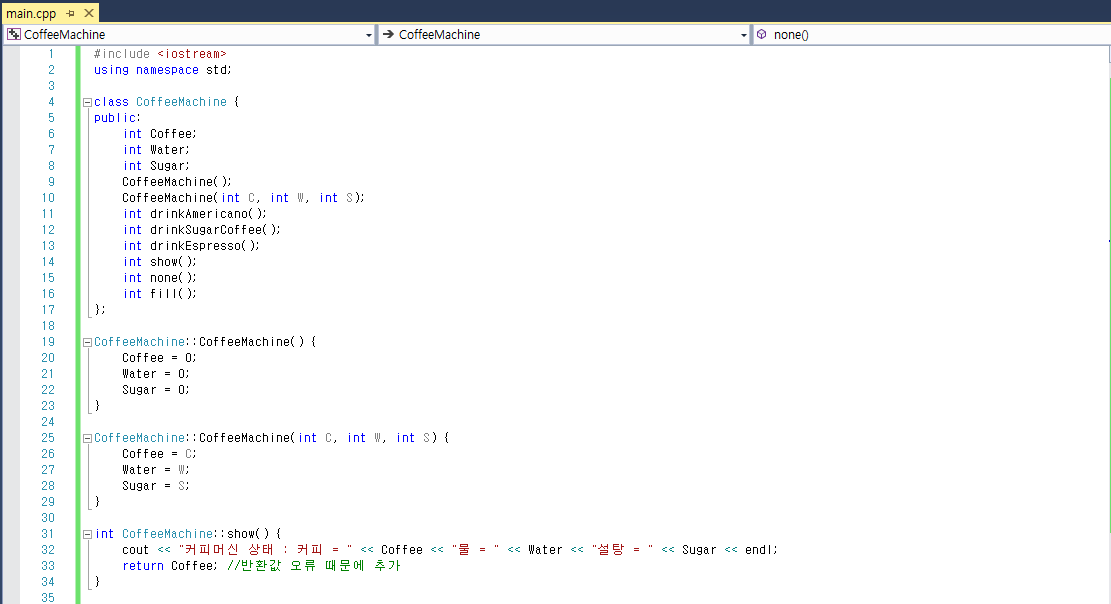 main.cpp
CoffeeMachine CoffeeMachine none()
1 #include <iostream>
2 using namespace std;
3
4 class CoffeeMachine {
5 public:
6 int Coffee;
7 int Water;
8 int Sugar;
9 CoffeeMachine();
10 CoffeeMachine(int C, int W, int S);
11 int drinkAmericano();
12 int drinkSugarCoffee();
13 int drinkEspresso();
14 int show();
15 int none();
16 int fill();
17 };
18
19 CoffeeMachine::CoffeeMachine() {
20 Coffee = 0;
21 Water = 0;
22 Sugar = 0;
23 }
24
25 CoffeeMachine::CoffeeMachine(int C, int W, int S) {
26 Coffee = C;
27 Water = W;
28 Sugar = S;
29 }
30
31 int CoffeeMachine::show() {
32 cout << "커피머신 상태 : 커피 = " << Coffee << "물 = " << Water << "설탕 = " << Sugar << endl;
33 return Coffee; //반환값 오류 때문에 추가
34 }
35